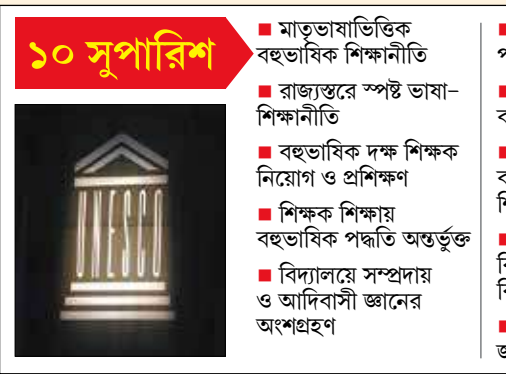 ১০ সুপারিশ
■ মাতৃভাষাভিত্তিক
বহুভাষিক শিক্ষানীতি
■ রাজ্যস্তরে স্পষ্ট ভাষা-
শিক্ষানীতি
■ বহুভাষিক দক্ষ শিক্ষক
নিয়োগ ও প্রশিক্ষণ
■ শিক্ষক শিক্ষায়
বহুভাষিক পদ্ধতি অন্তর্ভুক্ত
■ বিদ্যালয়ে সম্প্রদায়
ও আদিবাসী জ্ঞানের
অংশগ্রহণ
UNESCO